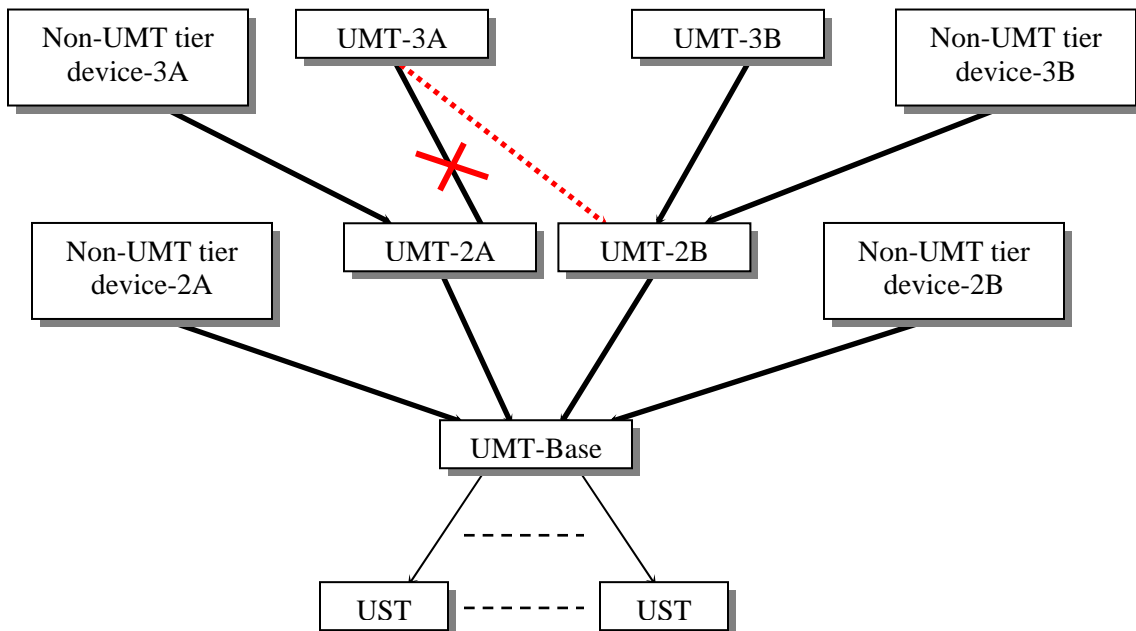 Non-UMT tier
device-3A
UMT-3A
UMT-3B
Non-UMT tier
device-3B
Non-UMT tier
device-2A
UMT-2A
UMT-2B
Non-UMT tier
device-2B
UMT-Base
UST
UST